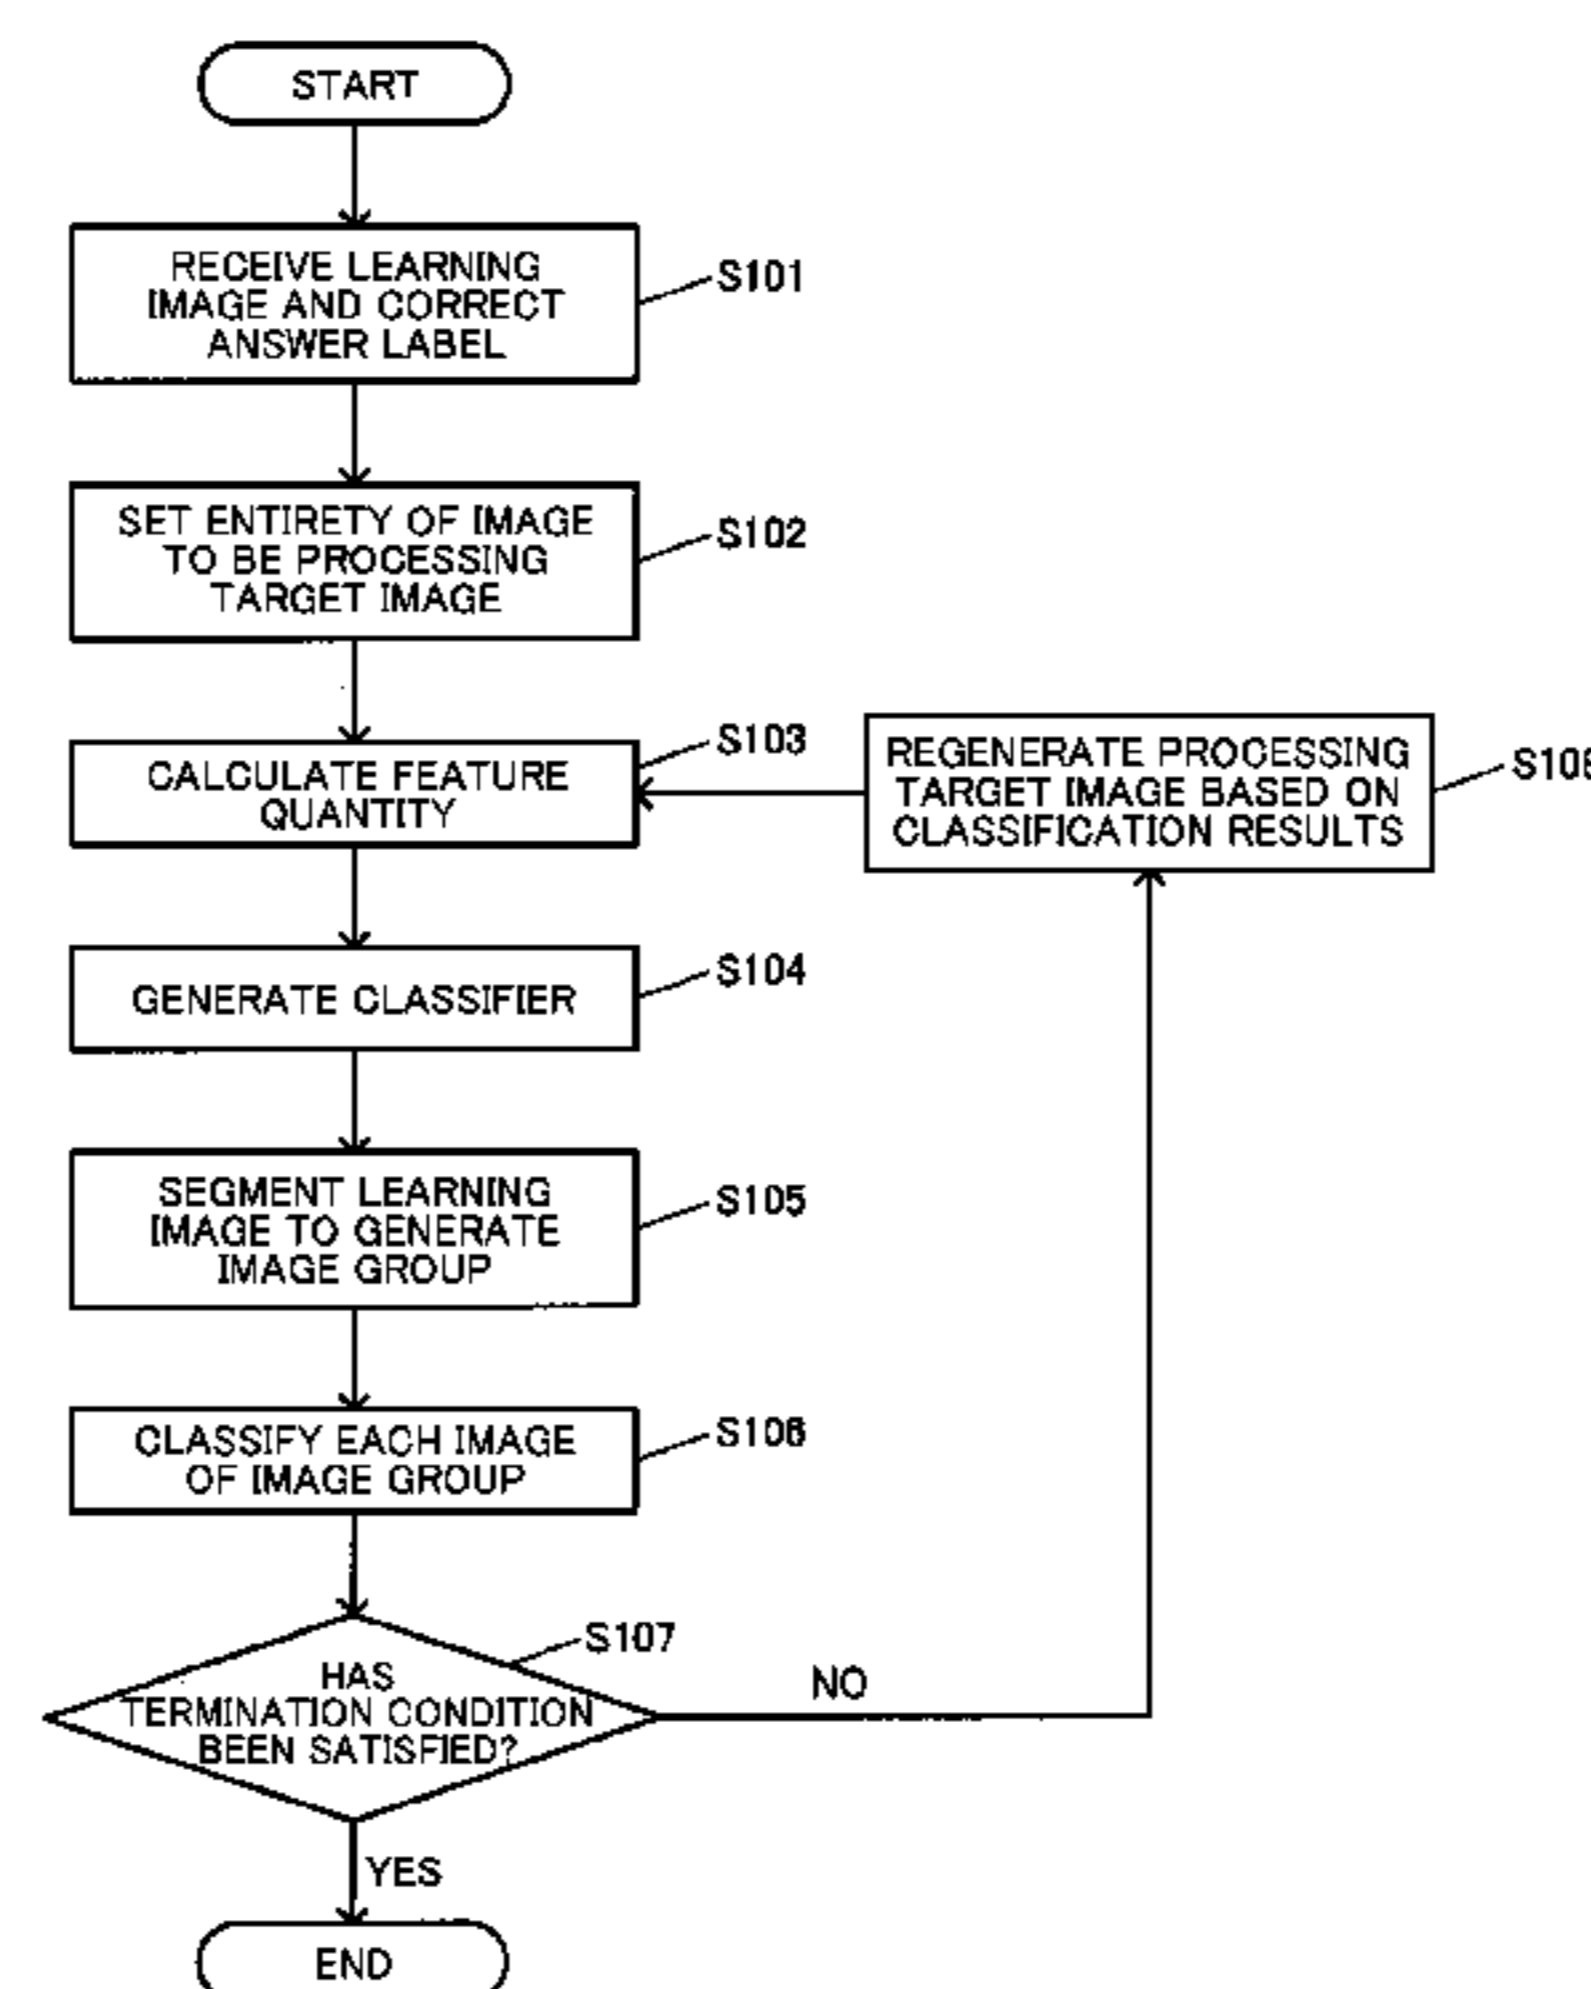 START
RECEIVE LEARNING
IMAGE AND CORRECT
ANSWER LABEL
S101
SET ENTIRETY OF IMAGE
TO BE PROCESSING
TARGET IMAGE
S102
CALCULATE FEATURE
QUANTITY
S103
REGENERATE PROCESSING
TARGET IMAGE BASED ON
CLASSIFICATION RESULTS
GENERATE CLASSIFIER
S104
SEGMENT LEARNING
IMAGE TO GENERATE
IMAGE GROUP
S105
CLASSIFY EACH IMAGE
OF IMAGE GROUP
S106
HAS
TERMINATION CONDITION
BEEN SATISFIED?
S107
NO
YES
END